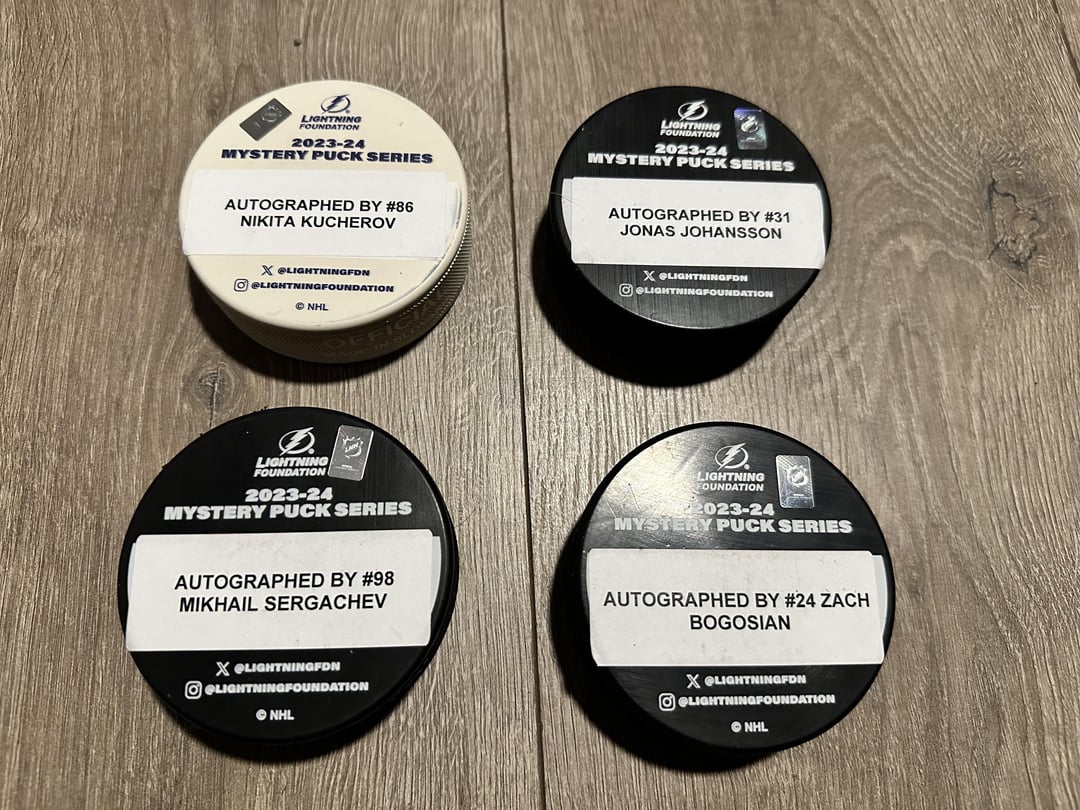 LIGHTNING
FOUNDATION
2023-24
MYSTERY PUCK SERIES
AUTOGRAPHED BY #86
NIKITA KUCHEROV
X @LIGHTNINGFDN
@LIGHTNINGFOUNDATION
© NHL
OFFICIAL
LIGHTNING
FOUNDATION
2023-24
MYSTERY PUCK SERIES
AUTOGRAPHED BY #31
JONAS JOHANSSON
X @LIGHTNINGFDN
@LIGHTNINGFOUNDATION
LIGHTNING
FOUNDATION
2023-24
MYSTERY PUCK SERIES
AUTOGRAPHED BY #98
MIKHAIL SERGACHEV
X @LIGHTNINGFDN
@LIGHTNINGFOUNDATION
© NHL
LIGHTNING
FOUNDATION
2023-24
MYSTERY PUCK SERIES
AUTOGRAPHED BY #24 ZACH
BOGOSIAN
X @LIGHTNINGFDN
@LIGHTNINGFOUNDATION
© NHL